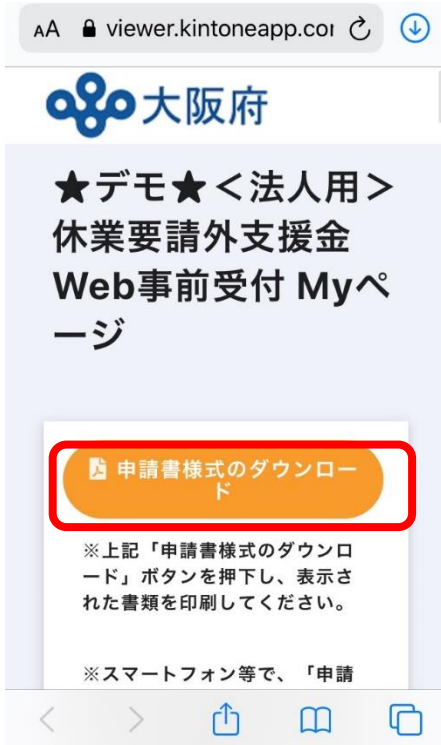 AA viewer.kintoneapp.cor
大阪府
★デモ★＜法人用＞
休業要請外支援金
Web事前受付 Myペ
ージ
申請書様式のダウンロー
ド
※上記「申請書様式のダウンロ
ード」ボタンを押下し、表示さ
れた書類を印刷してください。
※スマートフォン等で、「申請